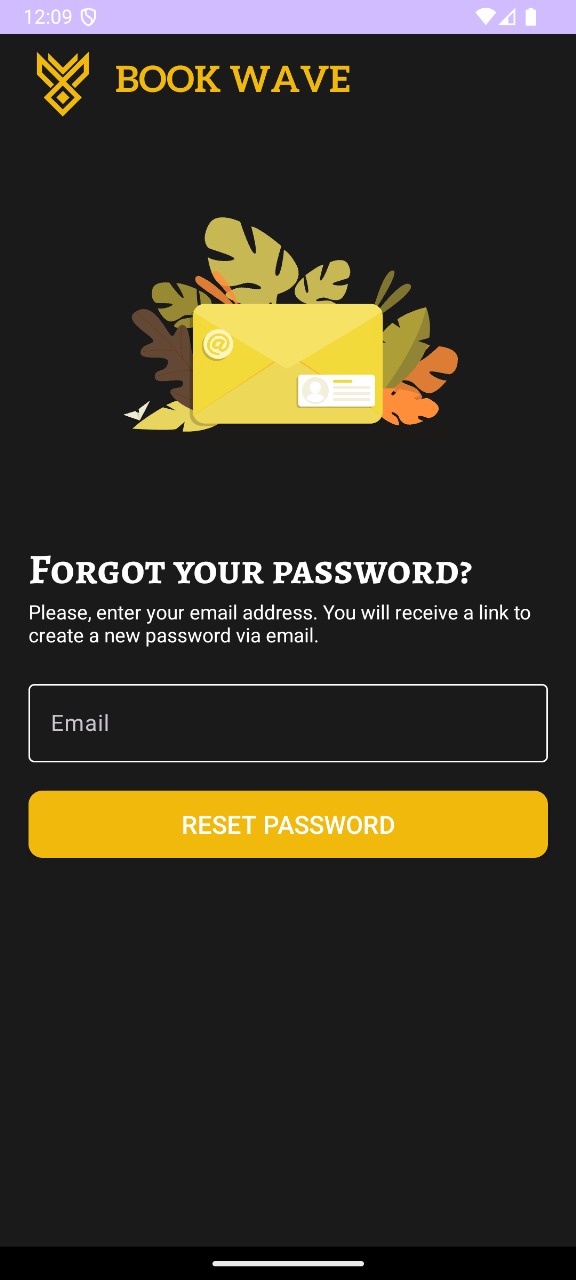 12:09
BOOK WAVE
@
Forgot your password?
Please, enter your email address. You will receive a link to
create a new password via email.
Email
RESET PASSWORD